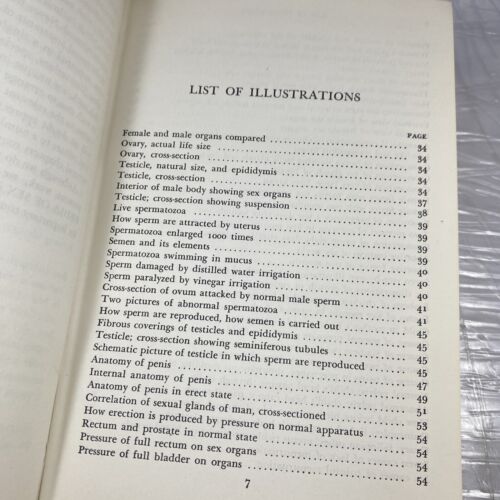 LIST OF ILLUSTRATIONS
PAGE
Female and male organs compared 34
Ovary, actual life size 34
Ovary, cross-section 34
Testicle, natural size, and epididymis 34
Testicle, cross-section 34
Interior of male body showing sex organs 37
Testicle; cross-section showing suspension 38
Live spermatozoa 39
How sperm are attracted by uterus 39
Spermatozoa enlarged 1000 times 39
Semen and its elements 39
Spermatozoa swimming in mucus 40
Sperm damaged by distilled water irrigation 40
Sperm paralyzed by vinegar irrigation 40
Cross-section of ovum attacked by normal male sperm 41
Two pictures of abnormal spermatozoa 41
How sperm are reproduced, how semen is carried out 45
Fibrous coverings of testicles and epididymis 45
Testicle; cross-section showing seminiferous tubules 45
Schematic picture of testicle in which sperm are reproduced 45
Anatomy of penis 47
Internal anatomy of penis 49
Anatomy of penis in erect state 51
Correlation of sexual glands of man, cross-sectioned 53
How erection is produced by pressure on normal apparatus 54
Rectum and prostate in normal state 54
Pressure of full rectum on sex organs 54
Pressure of full bladder on organs 54
7